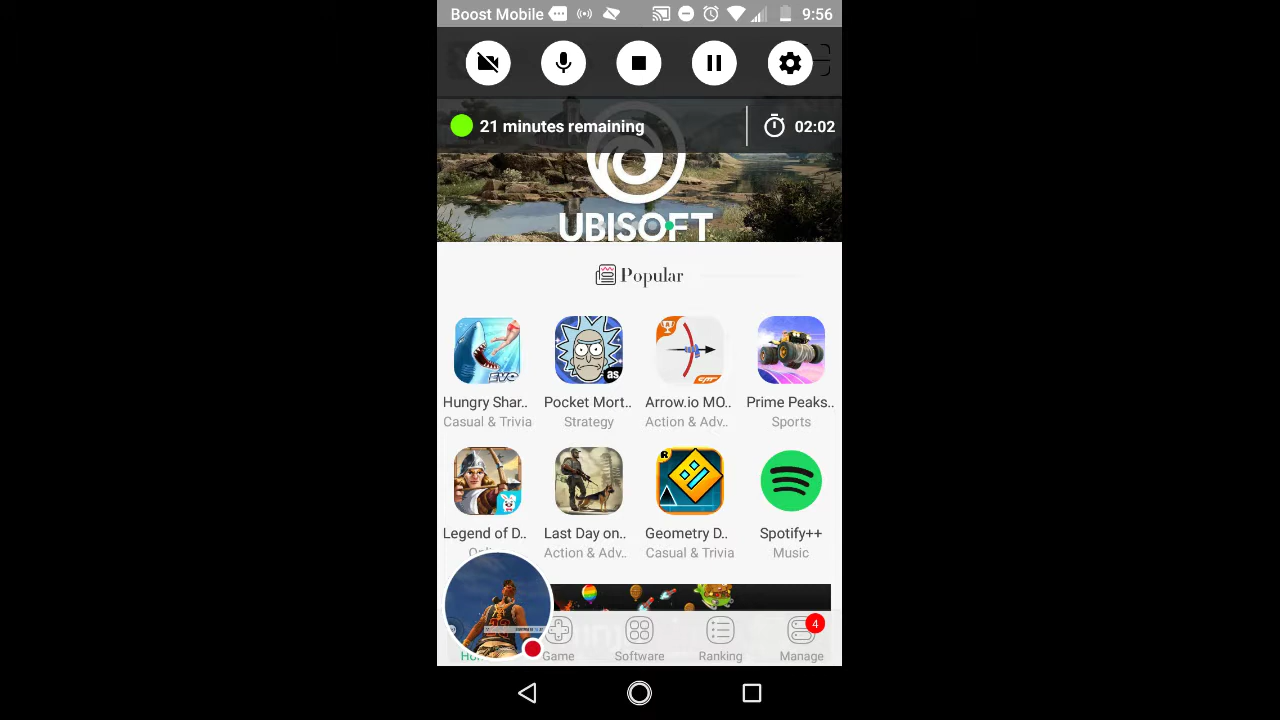 Boost Mobile 9:56
21 minutes remaining 02:02
UBISOFT
Popular
EVO as
Hungry Shar.. Pocket Mort.. Arrow.io MO.. Prime Peaks..
Casual & Trivia Strategy Action & Adv.. Sports
R
Legend of D.. Last Day on.. Geometry D.. Spotify++
Action & Adv.. Casual & Trivia Music
4
Game Software Ranking Manage